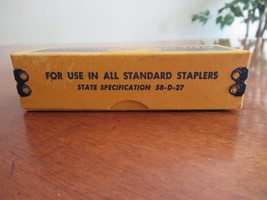 FOR USE IN ALL STANDARD STAPLERS
STATE SPECIFICATION 58-D-27